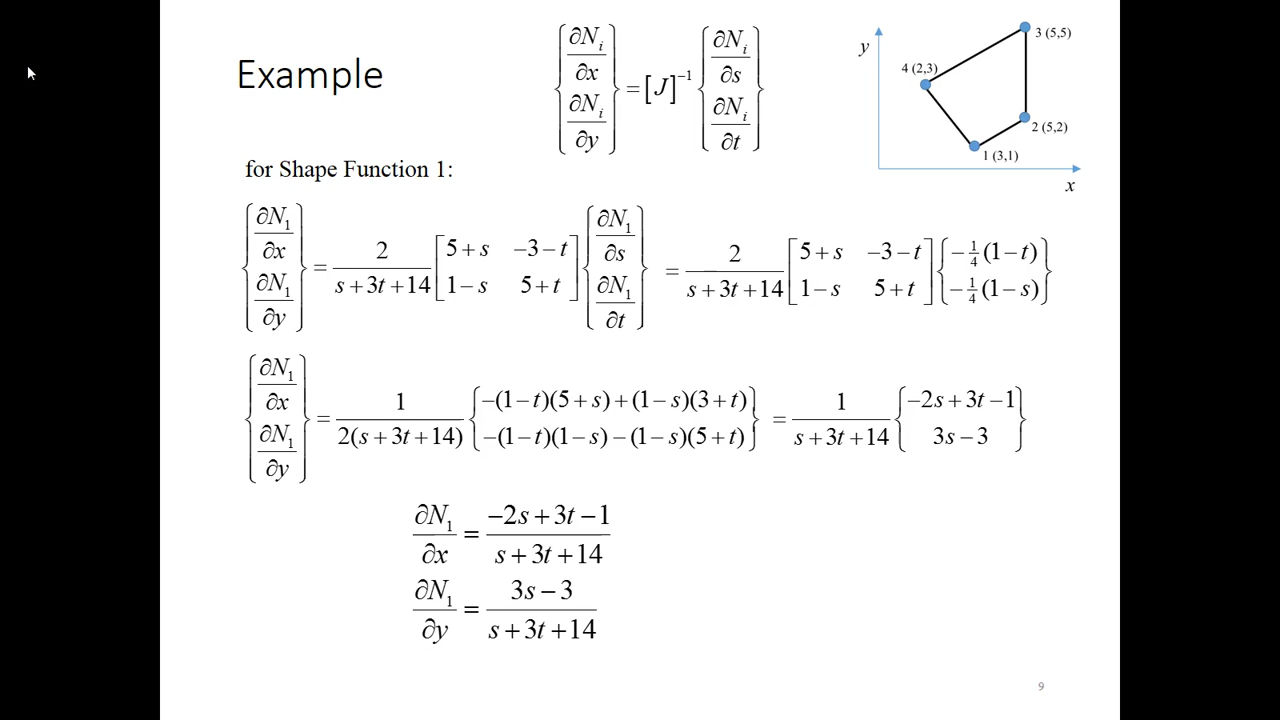 Example
{∂N_i/∂x, ∂N_i/∂y} = [J]^{-1} {∂N_i/∂s, ∂N_i/∂t}
y
3 (5,5)
4 (2,3)
2 (5,2)
1 (3,1)
x
for Shape Function 1:
{∂N_1/∂x, ∂N_1/∂y} = 2/(s+3t+14) [5+s −3−t; 1−s 5+t] {∂N_1/∂s, ∂N_1/∂t} = 2/(s+3t+14) [5+s −3−t; 1−s 5+t] {−1/4(1−t), −1/4(1−s)}
{∂N_1/∂x, ∂N_1/∂y} = 1/(2(s+3t+14)) {−(1−t)(5+s)+(1−s)(3+t), −(1−t)(1−s)−(1−s)(5+t)} = 1/(s+3t+14) {−2s+3t−1, 3s−3}
∂N_1/∂x = (−2s+3t−1)/(s+3t+14)
∂N_1/∂y = (3s−3)/(s+3t+14)
9